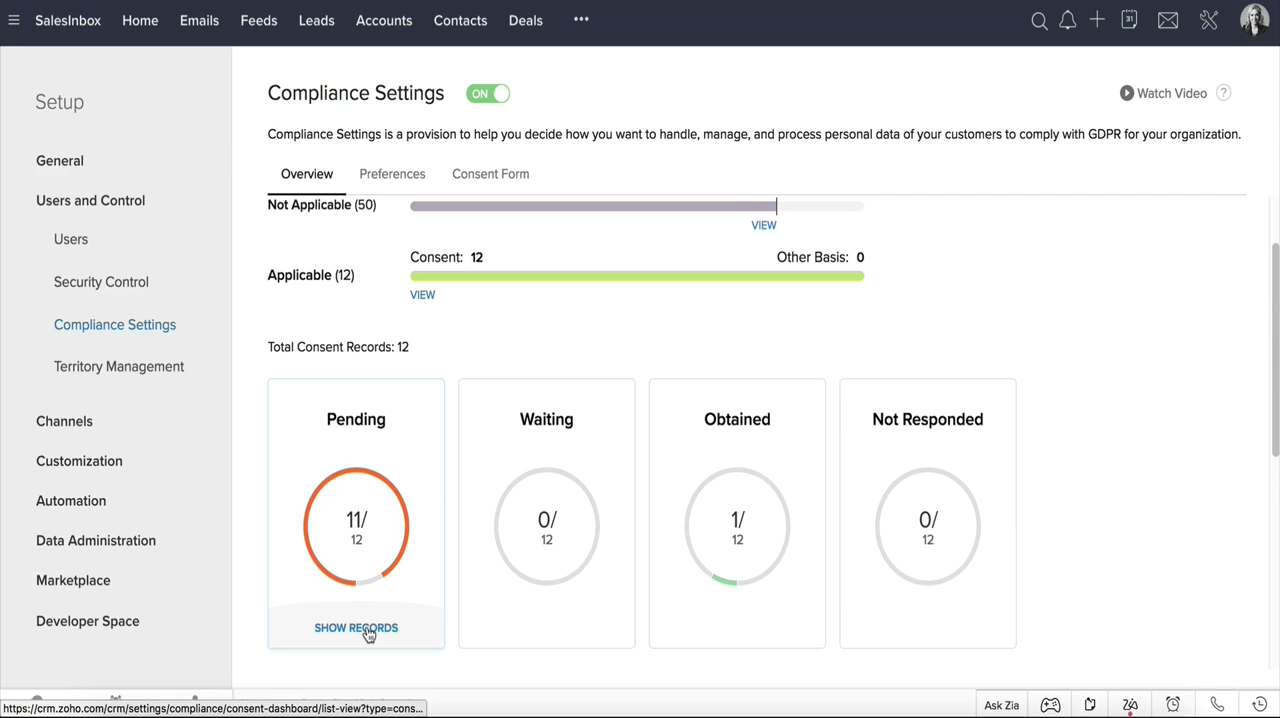 SalesInbox Home Emails Feeds Leads Accounts Contacts Deals •••
31
Setup
General
Users and Control
Users
Security Control
Compliance Settings
Territory Management
Channels
Customization
Automation
Data Administration
Marketplace
Developer Space
Compliance Settings ON
Watch Video ?
Compliance Settings is a provision to help you decide how you want to handle, manage, and process personal data of your customers to comply with GDPR for your organization.
Overview Preferences Consent Form
Not Applicable (50)
VIEW
Consent: 12 Other Basis: 0
Applicable (12)
VIEW
Total Consent Records: 12
Pending
11/
12
SHOW RECORDS
Waiting
0/
12
Obtained
1/
12
Not Responded
0/
12
https://crm.zoho.com/crm/settings/compliance/consent-dashboard/list-view?type=cons...
Ask Zia